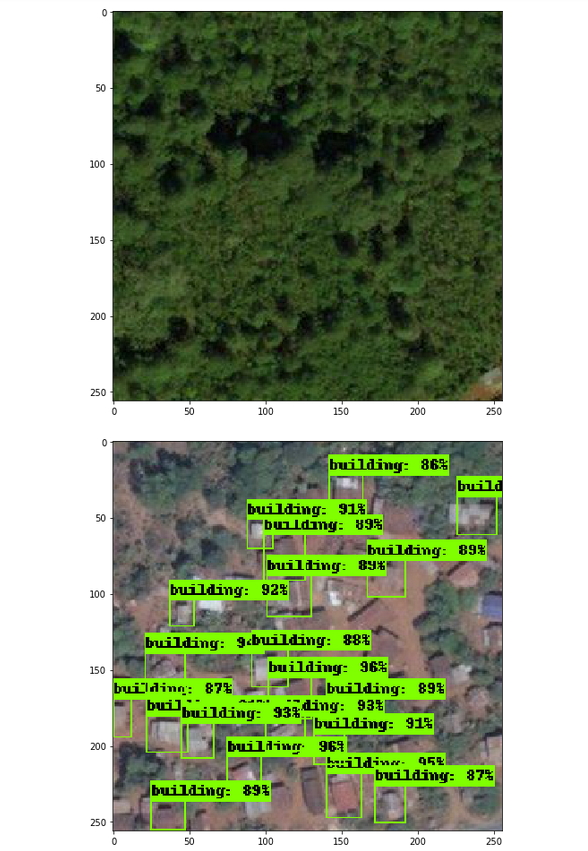 0
50
100
150
200
250
0 50 100 150 200 250
0
building: 86%
build
50
building: 91%
building: 89%
building: 89%
building: 89%
100
building: 92%
building: 9
building: 88%
150
building: 96%
building: 87%
building: 89%
buil
93%
building: 93%
building: 91%
200
building: 96%
building: 95%
building: 87%
building: 89%
250
0 50 100 150 200 250